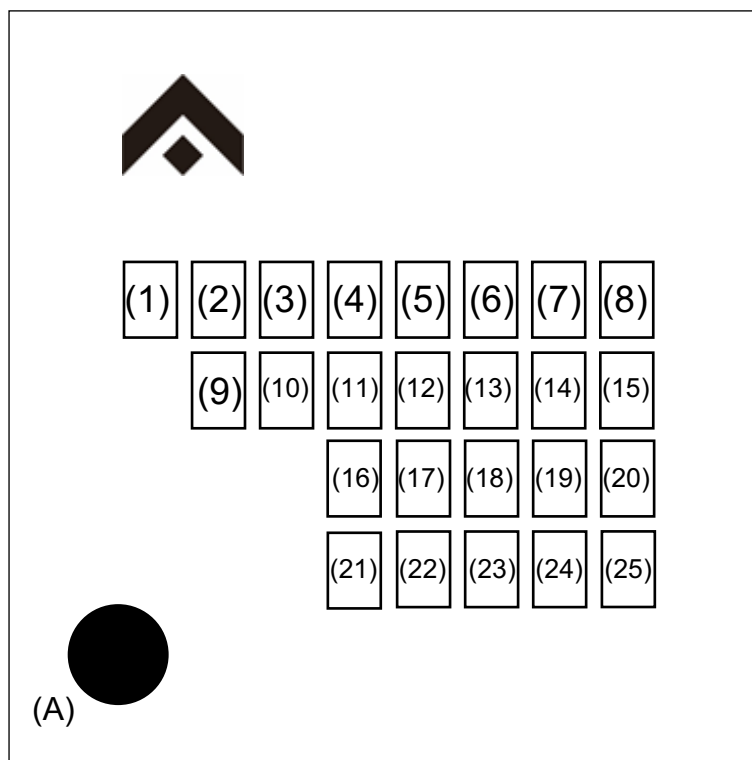 (1) (2) (3) (4) (5) (6) (7) (8)
(9) (10) (11) (12) (13) (14) (15)
(16) (17) (18) (19) (20)
(21) (22) (23) (24) (25)
(A)